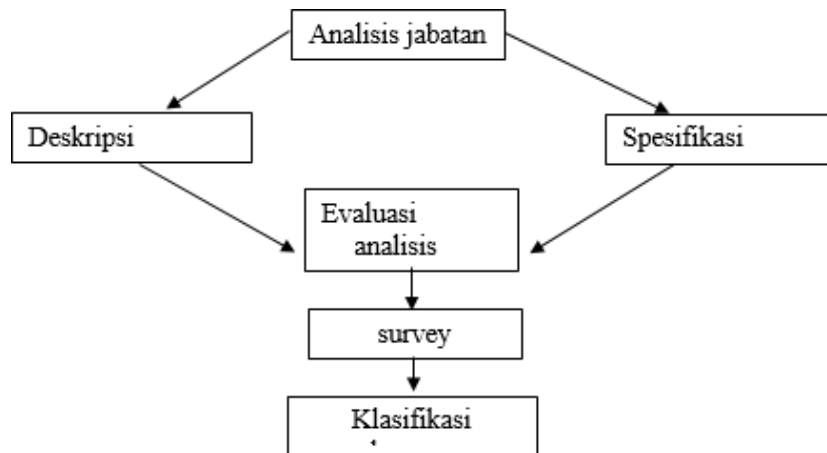 Analisis jabatan
Deskripsi
Spesifikasi
Evaluasi
analisis
survey
Klasifikasi